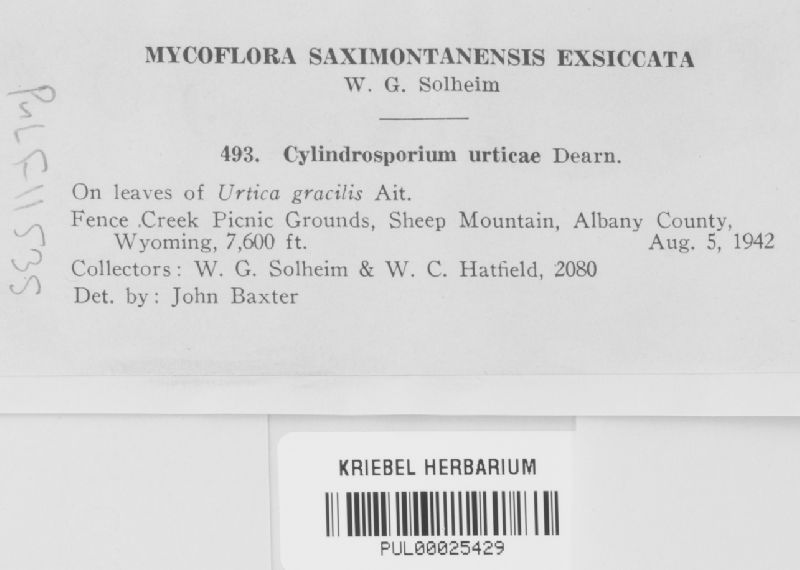 MYCOFLORA SAXIMONTANENSIS EXSICCATA
W. G. Solheim
493. Cylindrosporium urticae Dearn.
On leaves of Urtica gracilis Ait.
Fence Creek Picnic Grounds, Sheep Mountain, Albany County,
Wyoming, 7,600 ft. Aug. 5, 1942
Collectors: W. G. Solheim & W. C. Hatfield, 2080
Det. by: John Baxter
PUL F11535
KRIEBEL HERBARIUM
PUL00025429